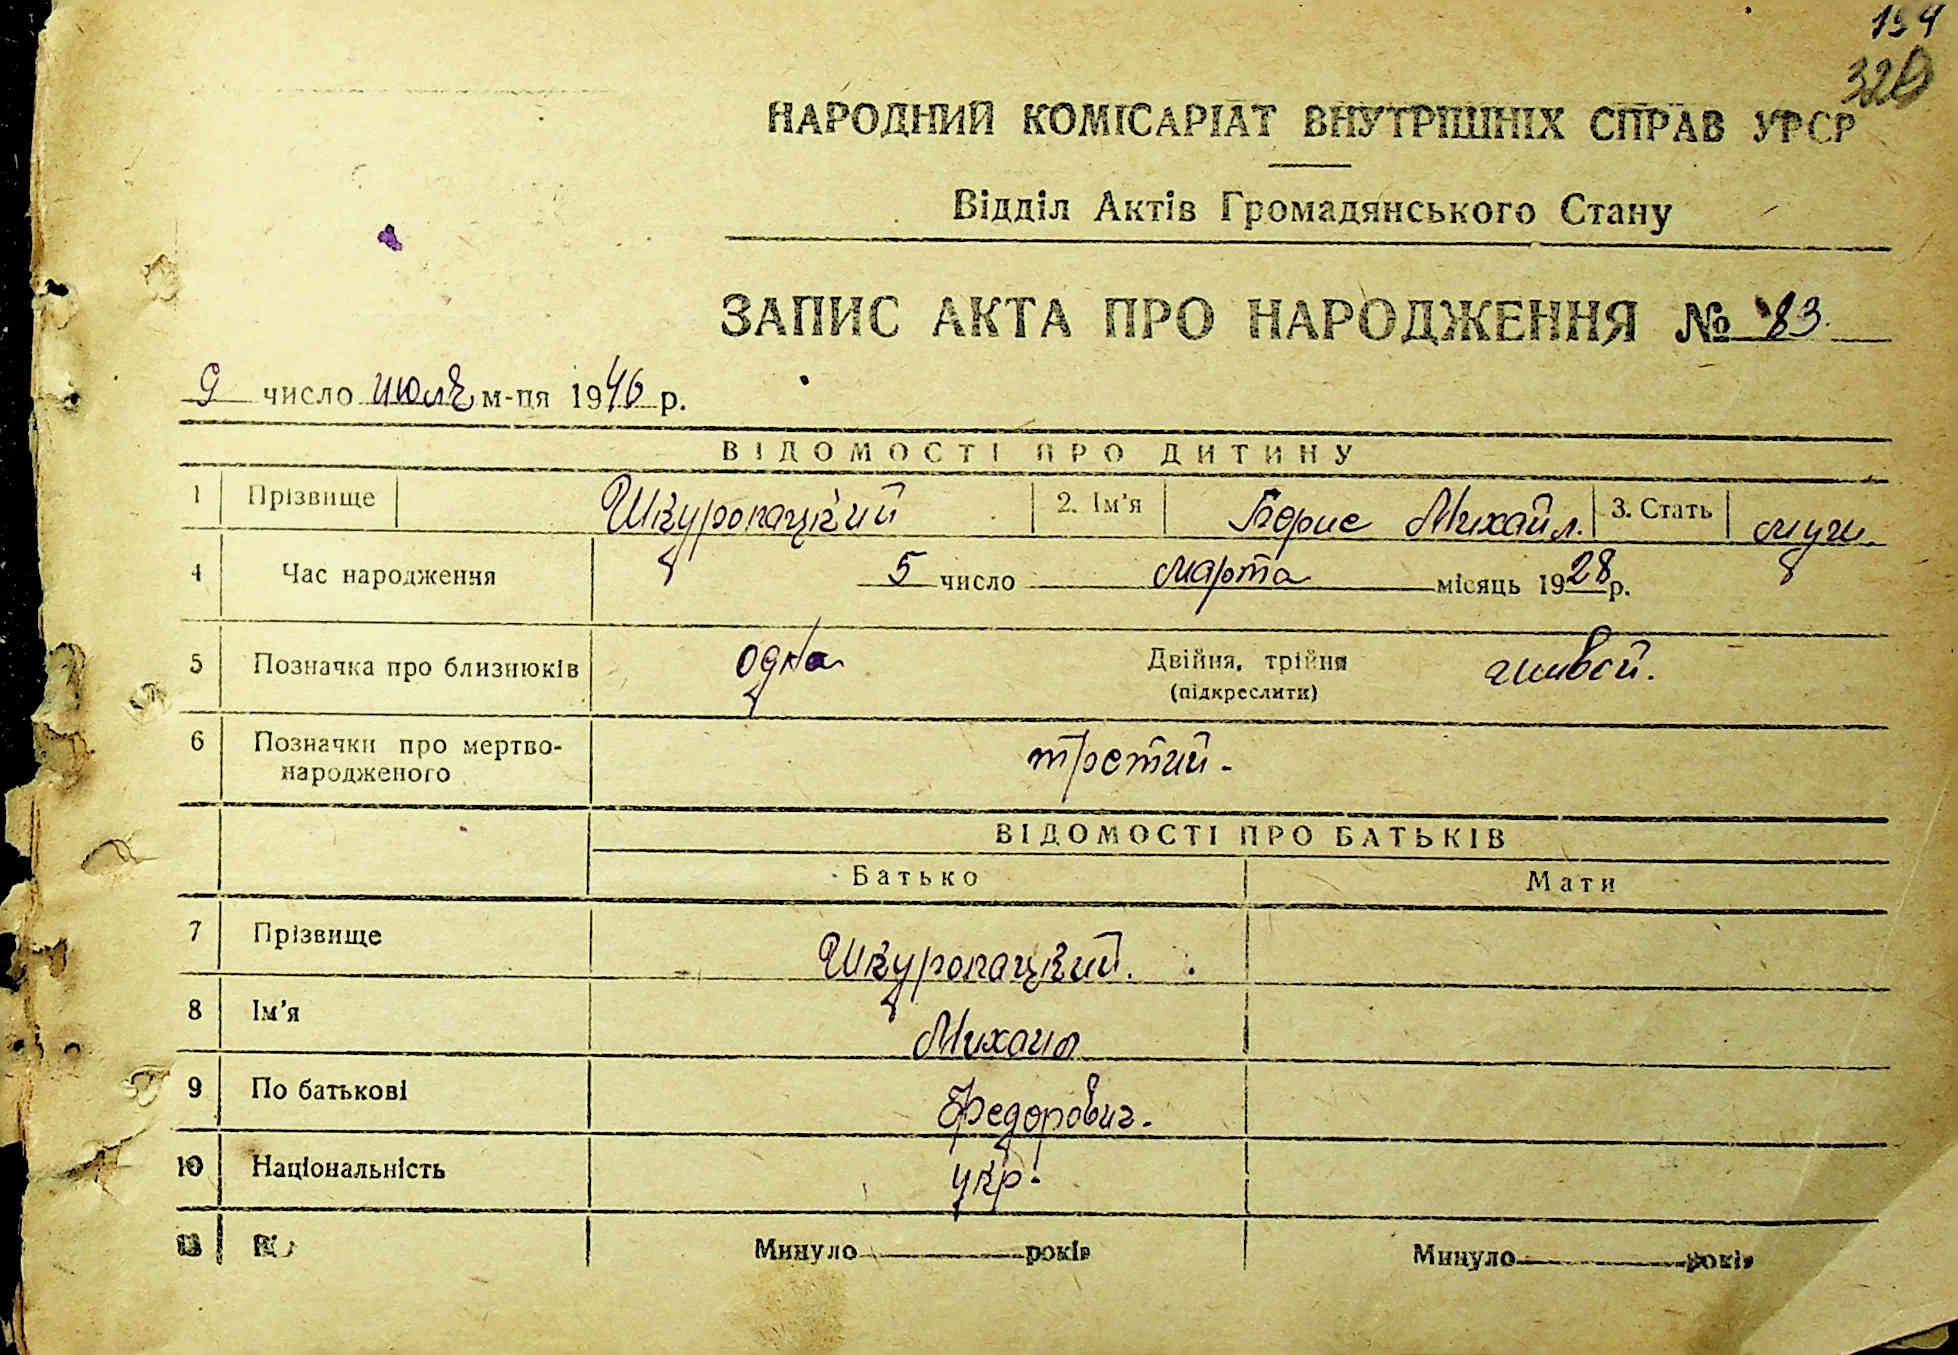 154
320
НАРОДНИЙ КОМІСАРІАТ ВНУТРІШНІХ СПРАВ УРСР
Відділ Актів Громадянського Стану
ЗАПИС АКТА ПРО НАРОДЖЕННЯ № 83
9 число июля м-ця 1946 р.
ВІДОМОСТІ ПРО ДИТИНУ
1 Прізвище Шкуропацкий 2. Ім'я Борис Михайл. 3. Стать муж.
4 Час народження 5 число марта місяць 1928 р.
5 Позначка про близнюків одна Двійня, трійня (підкреслити) живой.
6 Позначки про мертво-
народженого третий -
ВІДОМОСТІ ПРО БАТЬКІВ
Батько Мати
7 Прізвище Шкуропацкий.
8 Ім'я Михаил
9 По батькові Федорович.
10 Національність укр.
Минуло років Минуло років